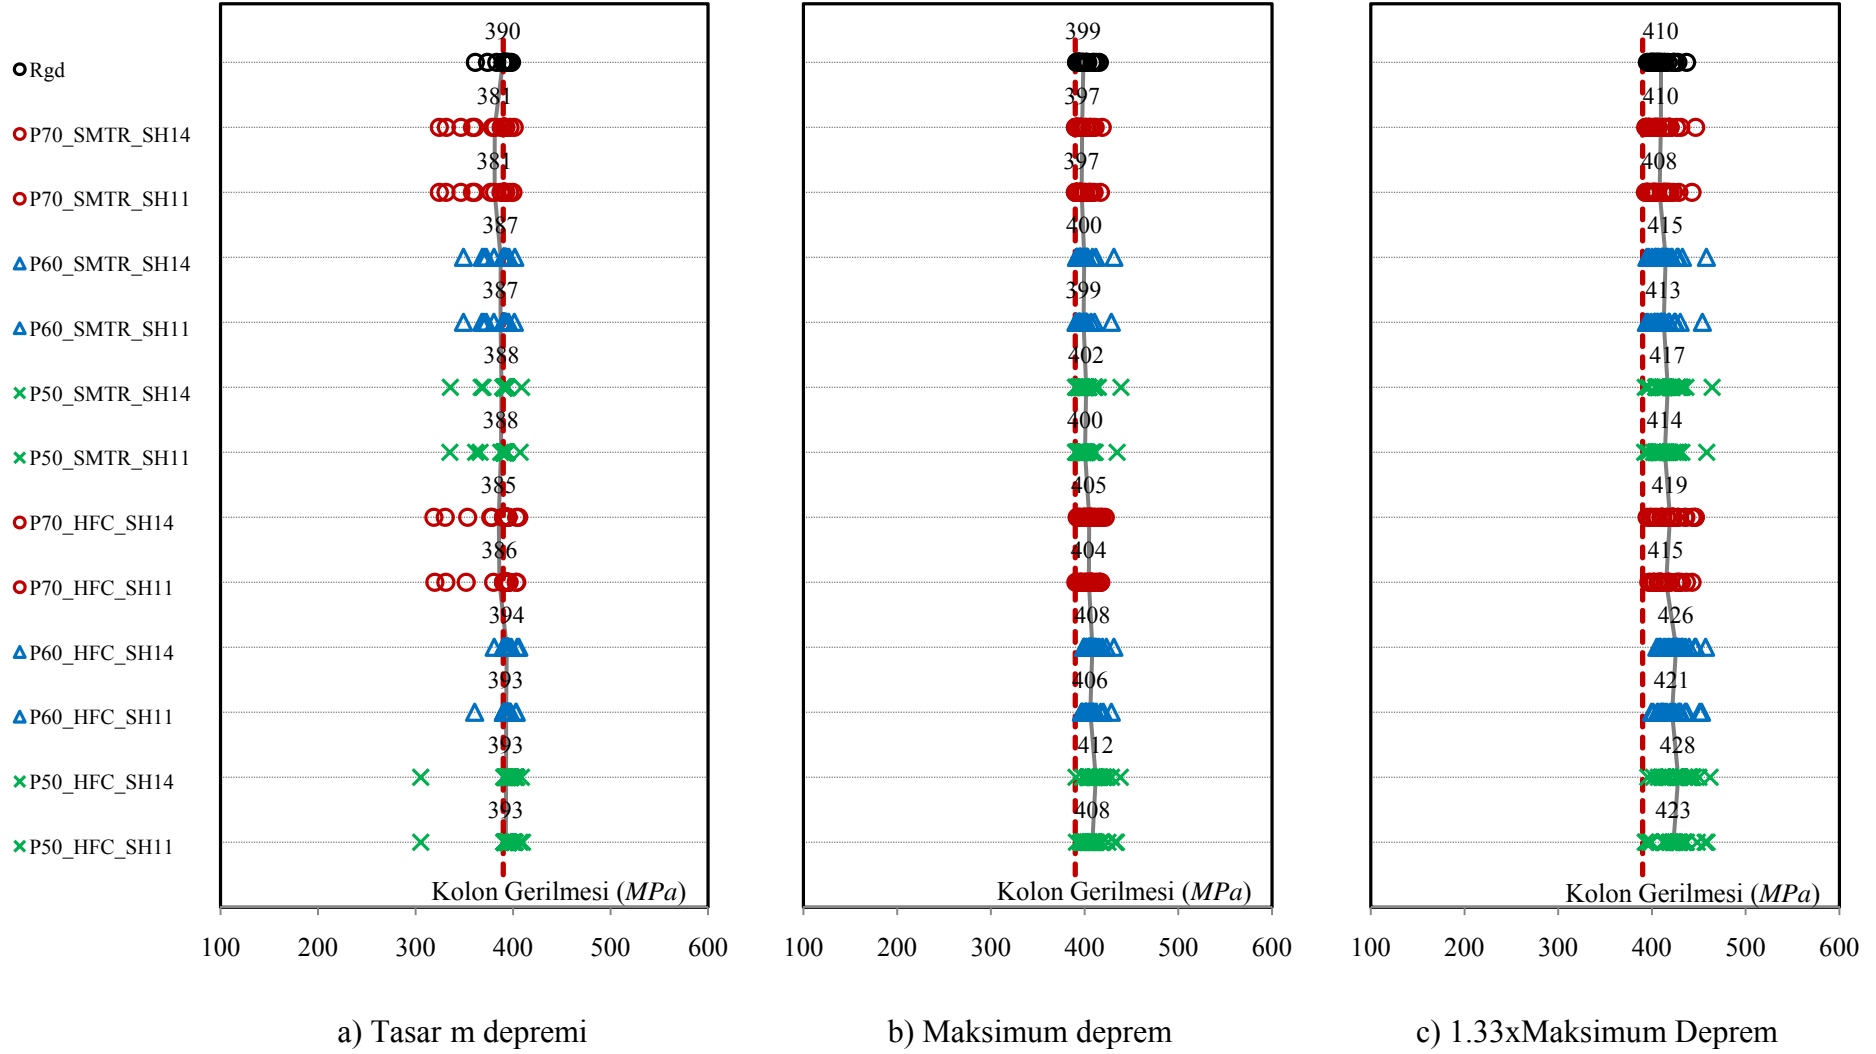 390 399 410
Rgd
381 397 410
P70_SMTR_SH14
381 397 408
P70_SMTR_SH11
387 400 415
P60_SMTR_SH14
387 399 413
P60_SMTR_SH11
388 402 417
P50_SMTR_SH14
388 400 414
P50_SMTR_SH11
385 405 419
P70_HFC_SH14
386 404 415
P70_HFC_SH11
394 408 426
P60_HFC_SH14
393 406 421
P60_HFC_SH11
393 412 428
P50_HFC_SH14
393 408 423
P50_HFC_SH11
Kolon Gerilmesi (MPa) Kolon Gerilmesi (MPa) Kolon Gerilmesi (MPa)
100 200 300 400 500 600 100 200 300 400 500 600 100 200 300 400 500 600
a) Tasar m depremi b) Maksimum deprem c) 1.33xMaksimum Deprem